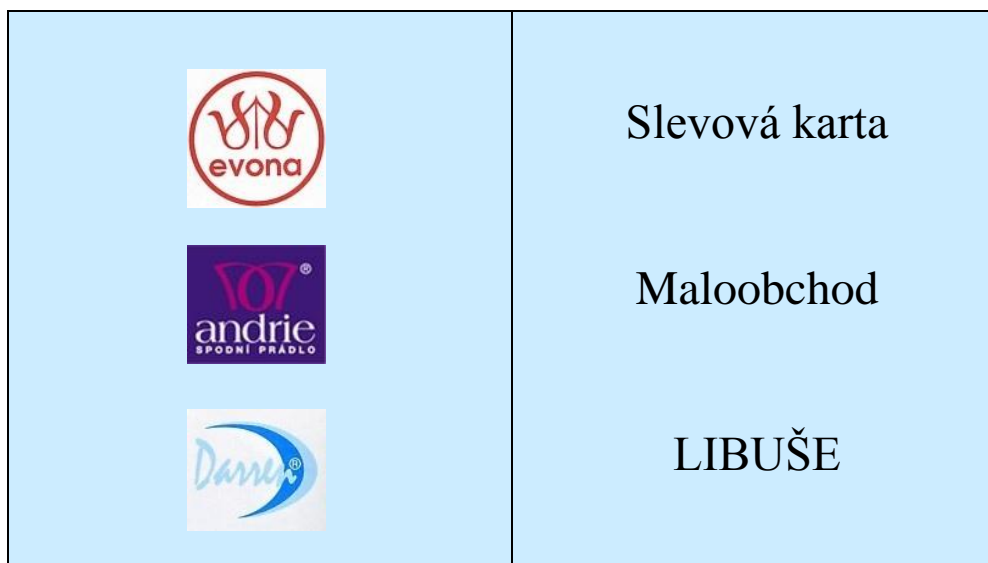 evona
andrie®
SPODNÍ PRÁDLO
Darren®
Slevová karta
Maloobchod
LIBUŠE